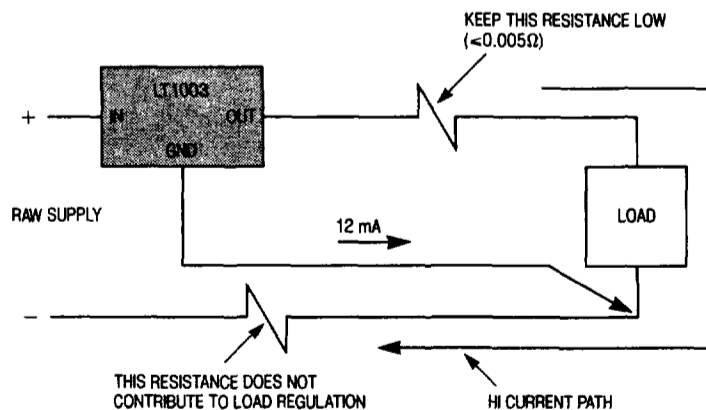 KEEP THIS RESISTANCE LOW
(≤0.005Ω)
LT1003
+
IN
OUT
GND
RAW SUPPLY
12 mA
LOAD
−
THIS RESISTANCE DOES NOT
CONTRIBUTE TO LOAD REGULATION
HI CURRENT PATH